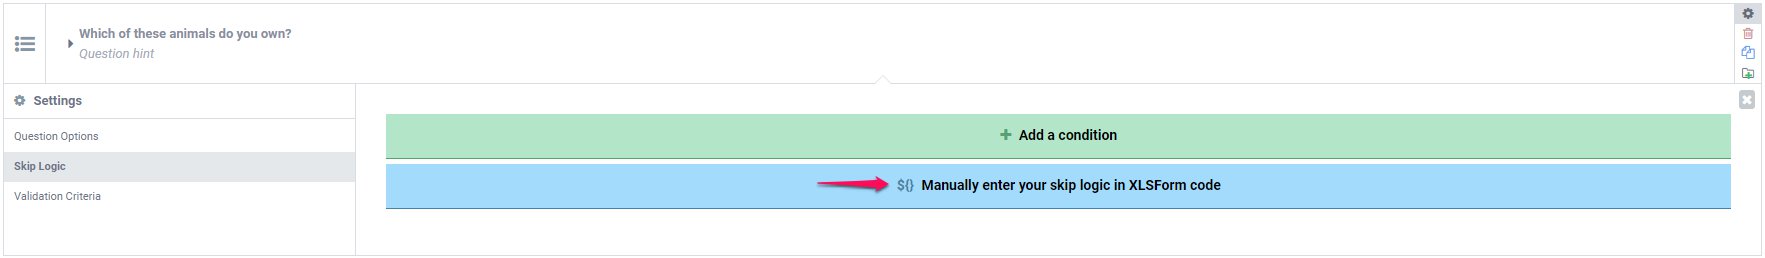 Which of these animals do you own?
Question hint
Settings
Question Options
Skip Logic
Validation Criteria
Add a condition
${} Manually enter your skip logic in XLSForm code